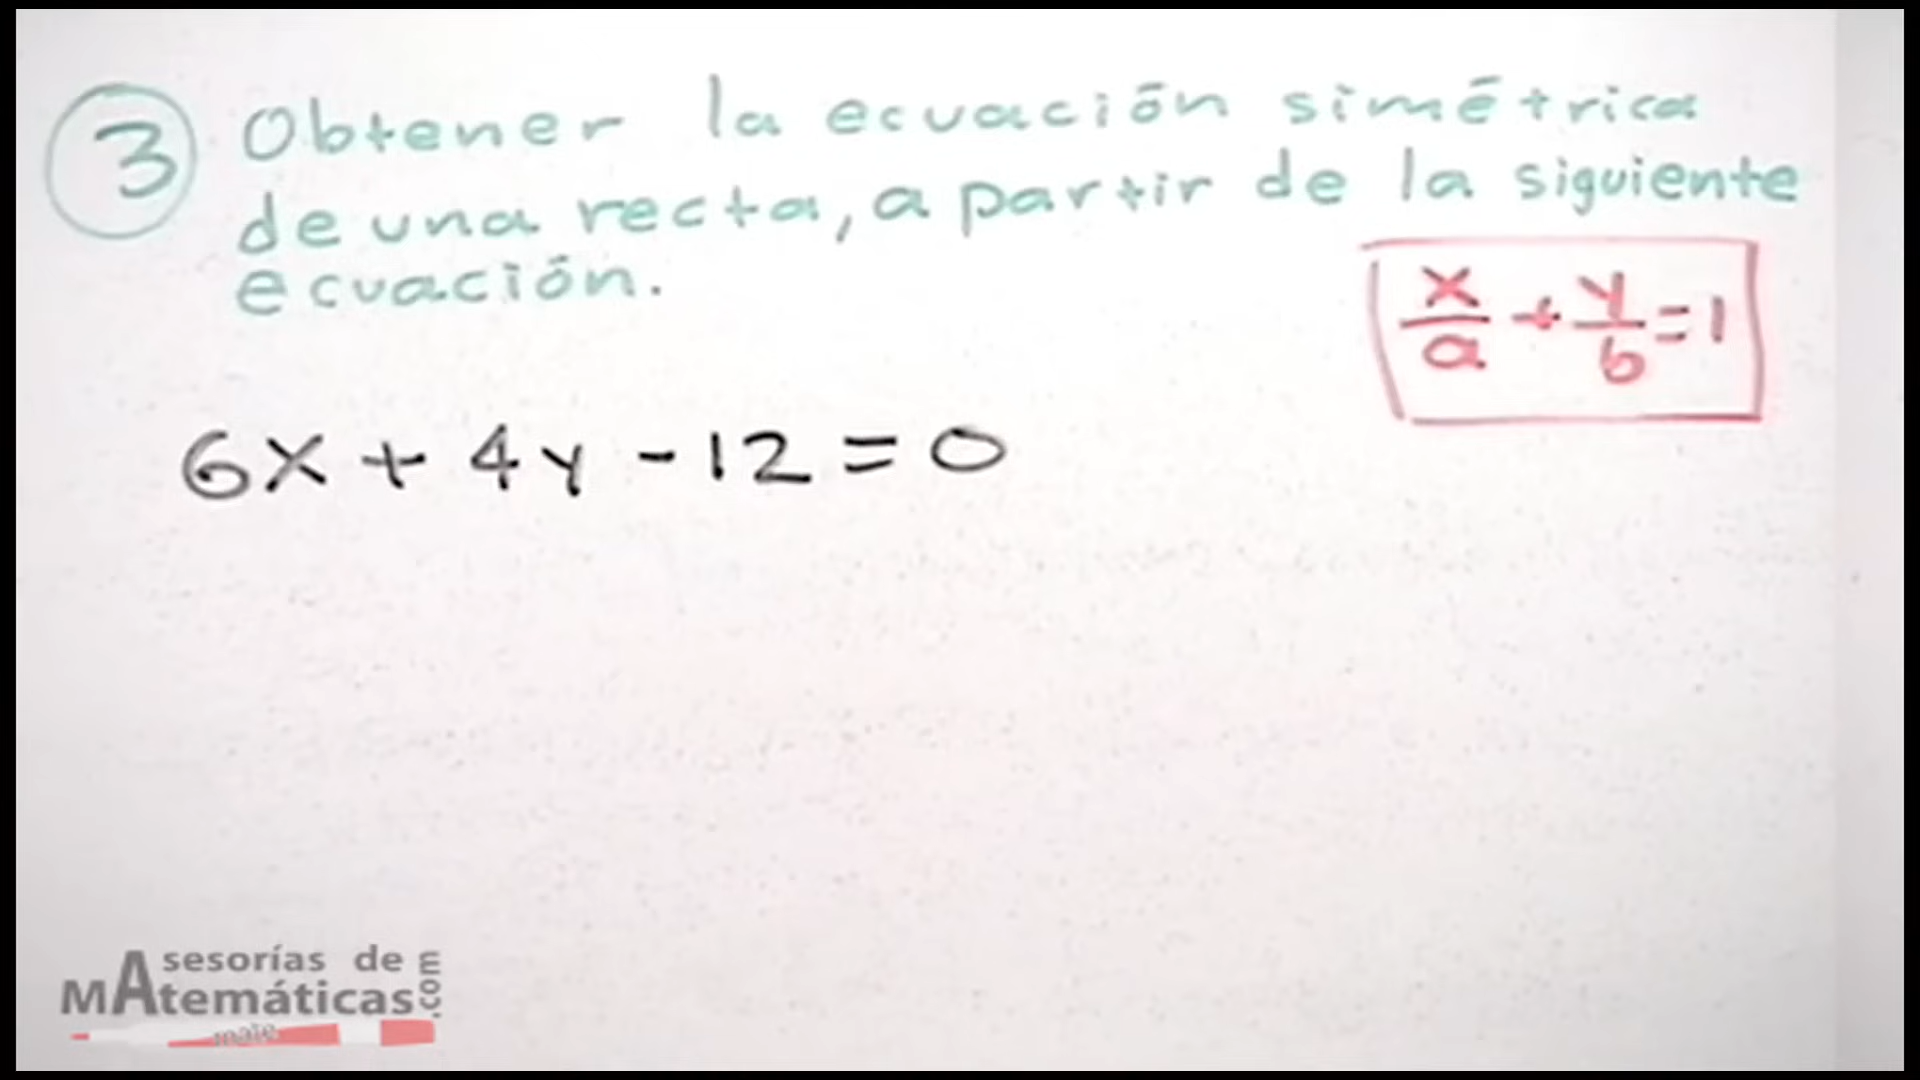 3 Obtener la ecuación simétrica
de una recta, a partir de la siguiente
ecuación.
x/a + y/b = 1
6x + 4y - 12 = 0
Asesorías de
MAtemáticas.com
mate